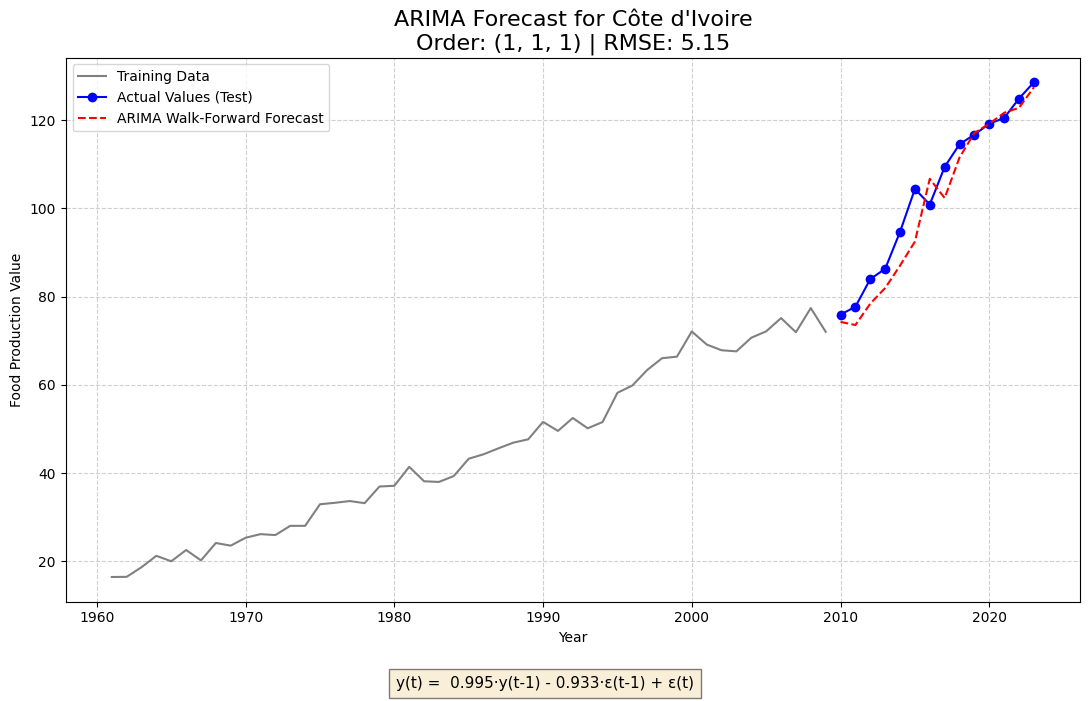 ARIMA Forecast for Côte d'Ivoire
Order: (1, 1, 1) | RMSE: 5.15
Training Data
Actual Values (Test)
ARIMA Walk-Forward Forecast
Food Production Value
120
100
80
60
40
20
1960 1970 1980 1990 2000 2010 2020
Year
y(t) =  0.995·y(t-1) - 0.933·ε(t-1) + ε(t)